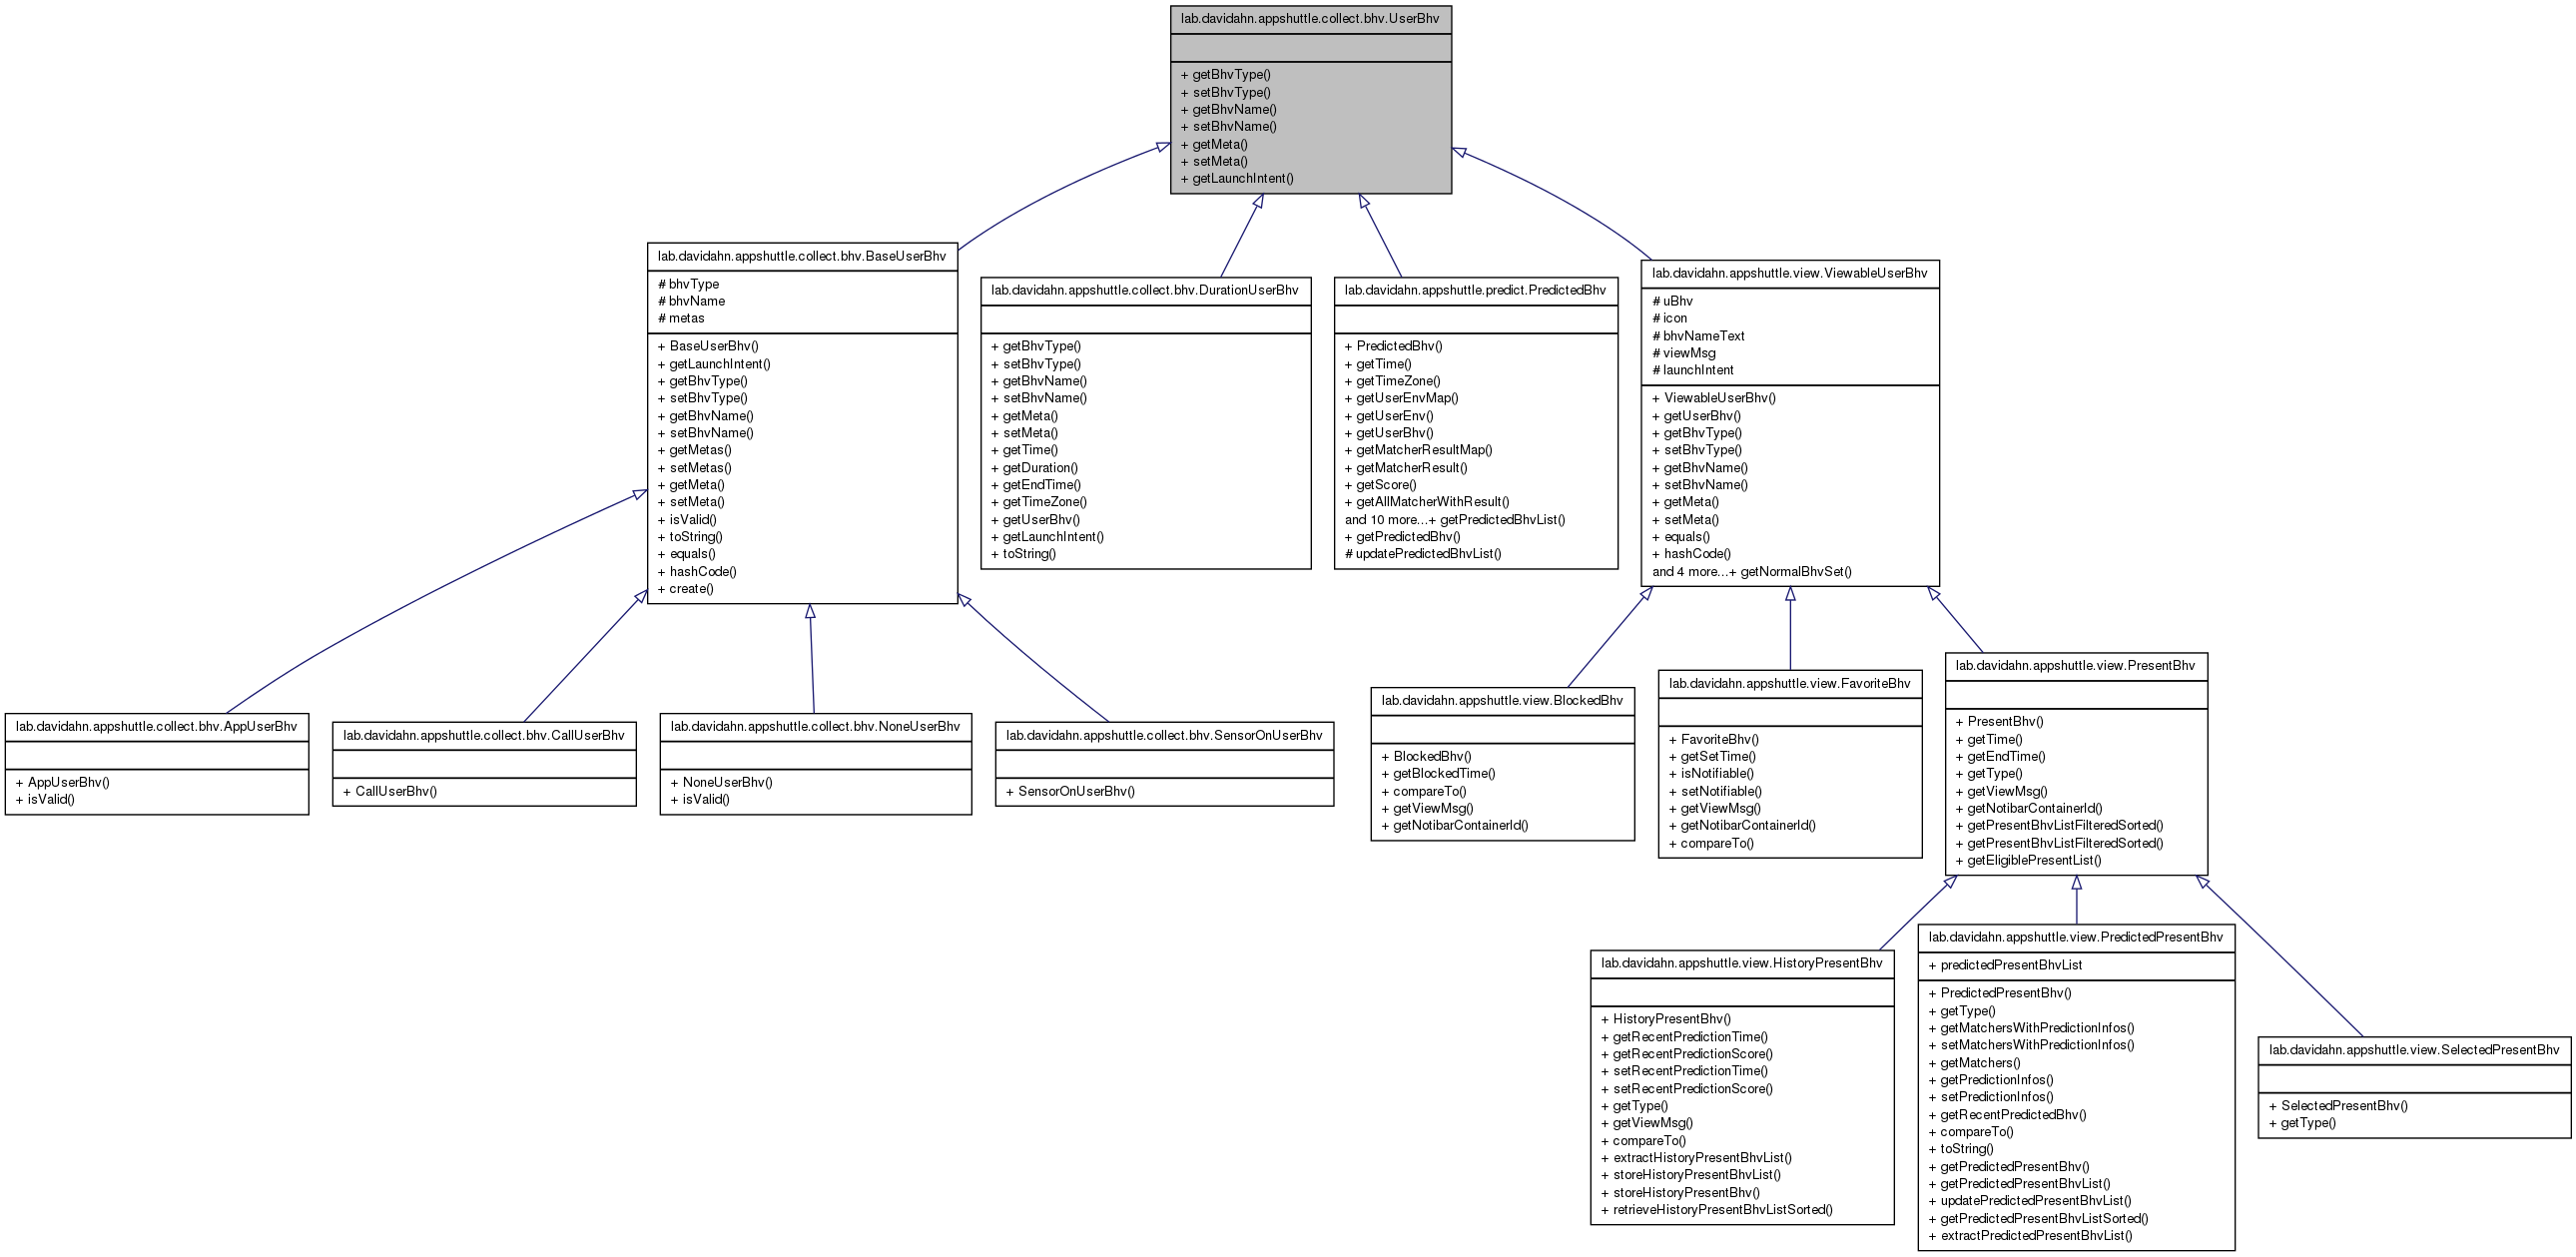 lab.davidahn.appshuttle.collect.bhv.UserBhv
+ getBhvType()
+ setBhvType()
+ getBhvName()
+ setBhvName()
+ getMeta()
+ setMeta()
+ getLaunchIntent()
lab.davidahn.appshuttle.collect.bhv.BaseUserBhv
# bhvType
# bhvName
# metas
+ BaseUserBhv()
+ getLaunchIntent()
+ getBhvType()
+ setBhvType()
+ getBhvName()
+ setBhvName()
+ getMetas()
+ setMetas()
+ getMeta()
+ setMeta()
+ isValid()
+ toString()
+ equals()
+ hashCode()
+ create()
lab.davidahn.appshuttle.collect.bhv.DurationUserBhv
+ getBhvType()
+ setBhvType()
+ getBhvName()
+ setBhvName()
+ getMeta()
+ setMeta()
+ getTime()
+ getDuration()
+ getEndTime()
+ getTimeZone()
+ getUserBhv()
+ getLaunchIntent()
+ toString()
lab.davidahn.appshuttle.predict.PredictedBhv
+ PredictedBhv()
+ getTime()
+ getTimeZone()
+ getUserEnvMap()
+ getUserEnv()
+ getUserBhv()
+ getMatcherResultMap()
+ getMatcherResult()
+ getScore()
+ getAllMatcherWithResult()
and 10 more...+ getPredictedBhvList()
+ getPredictedBhv()
# updatePredictedBhvList()
lab.davidahn.appshuttle.view.ViewableUserBhv
# uBhv
# icon
# bhvNameText
# viewMsg
# launchIntent
+ ViewableUserBhv()
+ getUserBhv()
+ getBhvType()
+ setBhvType()
+ getBhvName()
+ setBhvName()
+ getMeta()
+ setMeta()
+ equals()
+ hashCode()
and 4 more...+ getNormalBhvSet()
lab.davidahn.appshuttle.collect.bhv.AppUserBhv
+ AppUserBhv()
+ isValid()
lab.davidahn.appshuttle.collect.bhv.CallUserBhv
+ CallUserBhv()
lab.davidahn.appshuttle.collect.bhv.NoneUserBhv
+ NoneUserBhv()
+ isValid()
lab.davidahn.appshuttle.collect.bhv.SensorOnUserBhv
+ SensorOnUserBhv()
lab.davidahn.appshuttle.view.BlockedBhv
+ BlockedBhv()
+ getBlockedTime()
+ compareTo()
+ getViewMsg()
+ getNotibarContainerId()
lab.davidahn.appshuttle.view.FavoriteBhv
+ FavoriteBhv()
+ getSetTime()
+ isNotifiable()
+ setNotifiable()
+ getViewMsg()
+ getNotibarContainerId()
+ compareTo()
lab.davidahn.appshuttle.view.PresentBhv
+ PresentBhv()
+ getTime()
+ getEndTime()
+ getType()
+ getViewMsg()
+ getNotibarContainerId()
+ getPresentBhvListFilteredSorted()
+ getPresentBhvListFilteredSorted()
+ getEligiblePresentList()
lab.davidahn.appshuttle.view.HistoryPresentBhv
+ HistoryPresentBhv()
+ getRecentPredictionTime()
+ getRecentPredictionScore()
+ setRecentPredictionTime()
+ setRecentPredictionScore()
+ getType()
+ getViewMsg()
+ compareTo()
+ extractHistoryPresentBhvList()
+ storeHistoryPresentBhvList()
+ storeHistoryPresentBhv()
+ retrieveHistoryPresentBhvListSorted()
lab.davidahn.appshuttle.view.PredictedPresentBhv
+ predictedPresentBhvList
+ PredictedPresentBhv()
+ getType()
+ getMatchersWithPredictionInfos()
+ setMatchersWithPredictionInfos()
+ getMatchers()
+ getPredictionInfos()
+ setPredictionInfos()
+ getRecentPredictedBhv()
+ compareTo()
+ toString()
+ getPredictedPresentBhv()
+ getPredictedPresentBhvList()
+ updatePredictedPresentBhvList()
+ getPredictedPresentBhvListSorted()
+ extractPredictedPresentBhvList()
lab.davidahn.appshuttle.view.SelectedPresentBhv
+ SelectedPresentBhv()
+ getType()